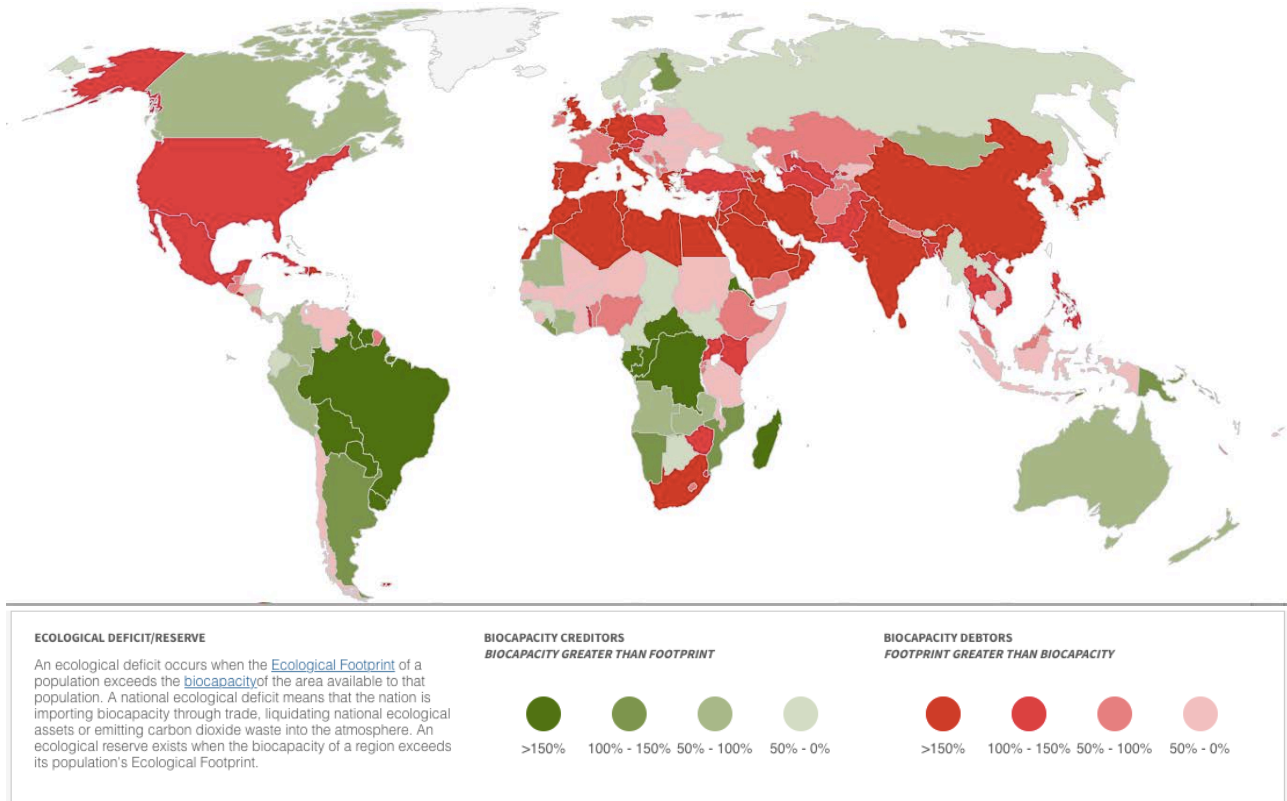 ECOLOGICAL DEFICIT/RESERVE
An ecological deficit occurs when the Ecological Footprint of a
population exceeds the biocapacityof the area available to that
population. A national ecological deficit means that the nation is
importing biocapacity through trade, liquidating national ecological
assets or emitting carbon dioxide waste into the atmosphere. An
ecological reserve exists when the biocapacity of a region exceeds
its population's Ecological Footprint.
BIOCAPACITY CREDITORS
BIOCAPACITY GREATER THAN FOOTPRINT
>150% 100% - 150% 50% - 100% 50% - 0%
BIOCAPACITY DEBTORS
FOOTPRINT GREATER THAN BIOCAPACITY
>150% 100% - 150% 50% - 100% 50% - 0%